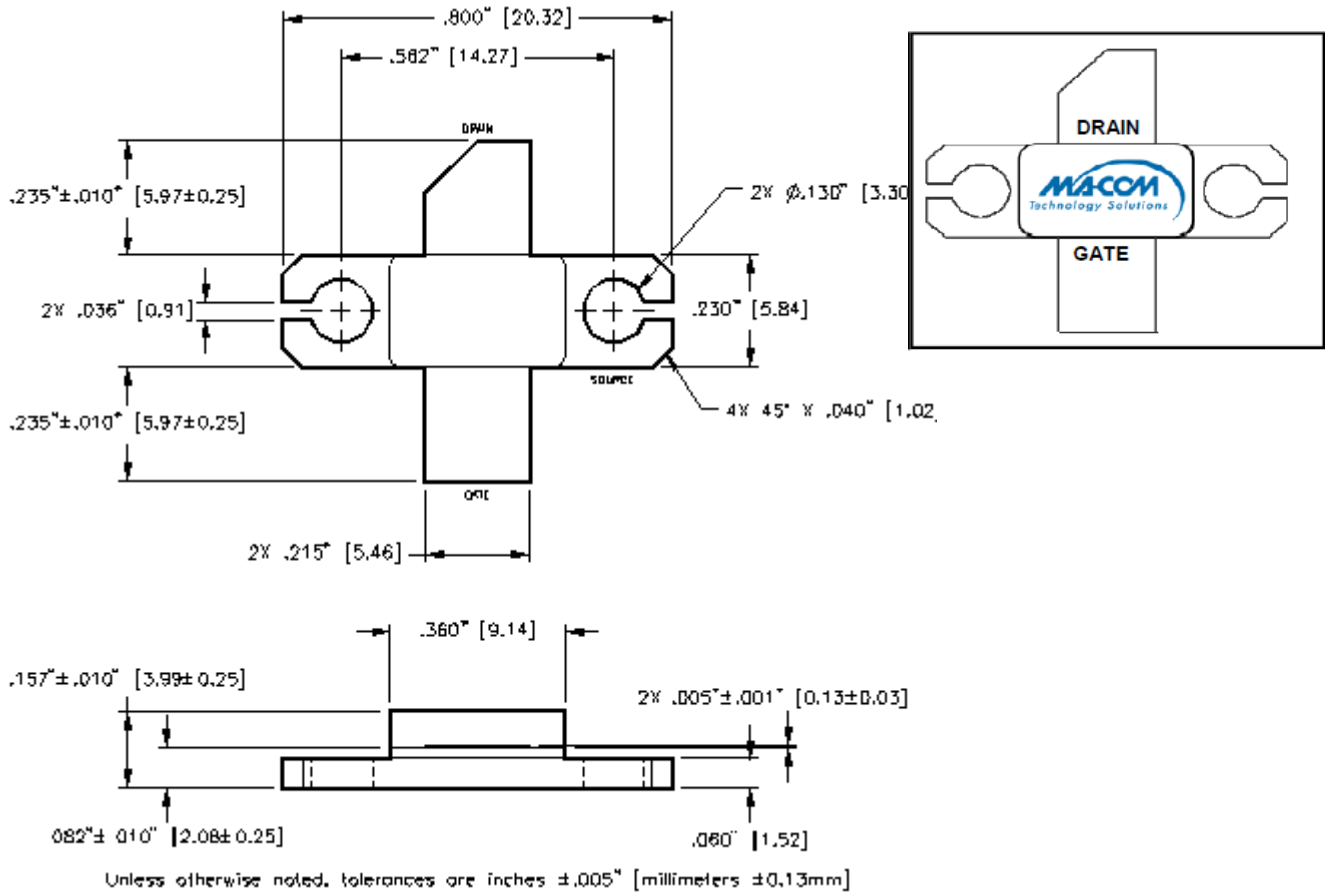 .800" [20.32]
.562" [14.27]
DRAIN
.235"±.010" [5.97±0.25]
2X Ø.130" [3.30
2X .036" [0.91]
.230" [5.84]
SOURCE
.235"±.010" [5.97±0.25]
4X 45° X .040" [1.02
GATE
2X .215" [5.46]
DRAIN
MACOM
Technology Solutions
GATE
.360" [9.14]
.157"±.010" [3.99±0.25]
2X .005"±.001" [0.13±0.03]
082"± 010" [2.08±0.25]
.060" [1.52]
Unless otherwise noted, tolerances are inches ±.005" [millimeters ±0.13mm]